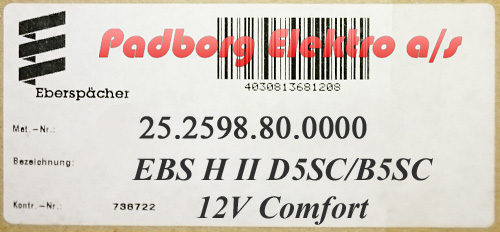 Padborg Elektro a/s
4030813681208
Eberspächer
Mat. -Nr.: 25.2598.80.0000
Bezeichnung: EBS H II D5SC/B5SC
Kontr. -Nr.: 738722 12V Comfort